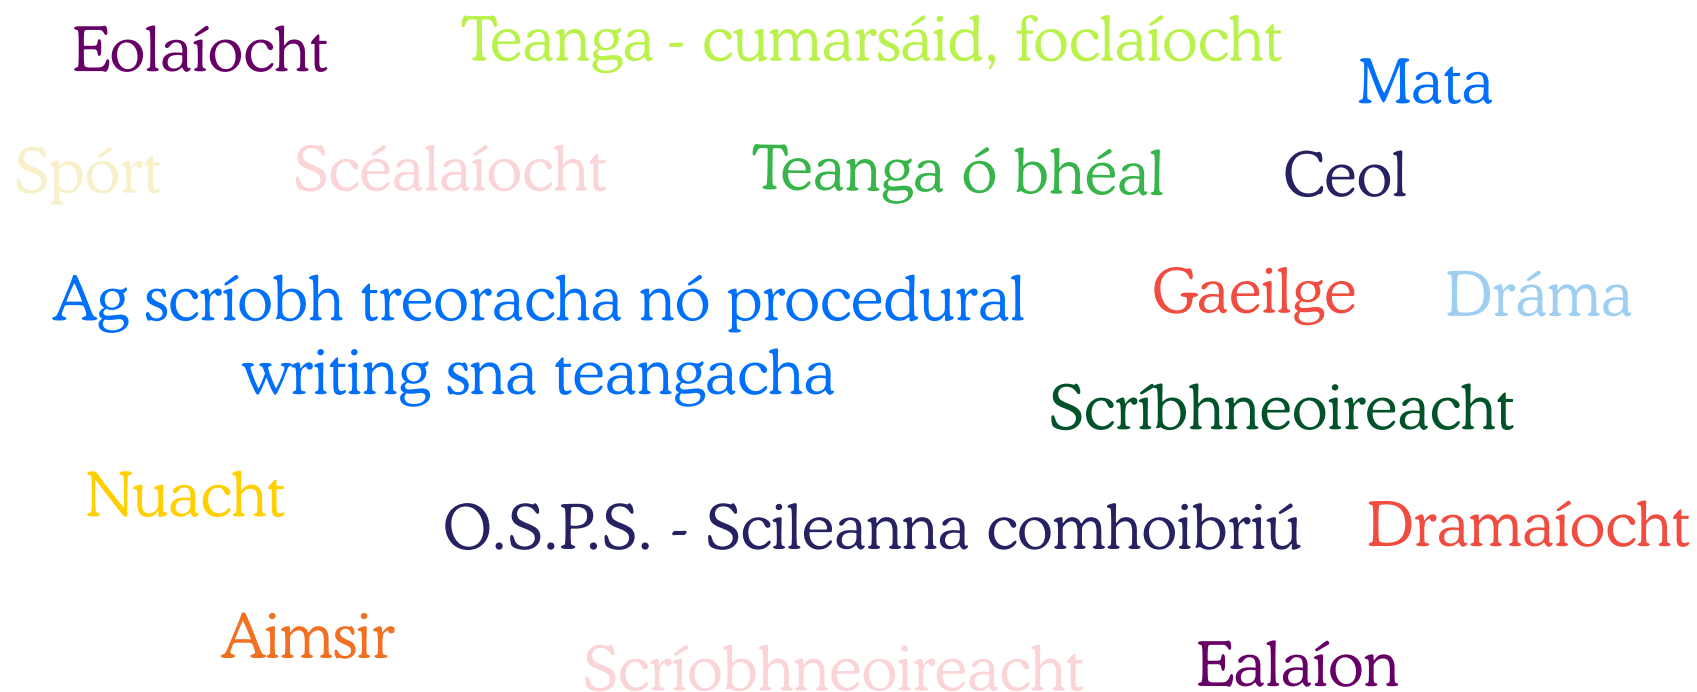 Eolaíocht
Teanga - cumarsáid, foclaíocht
Mata
Spórt
Scéalaíocht
Teanga ó bhéal
Ceol
Ag scríobh treoracha nó procedural
writing sna teangacha
Gaeilge
Dráma
Scríbhneoireacht
Nuacht
O.S.P.S. - Scileanna comhoibriú
Dramaíocht
Aimsir
Scríobhneoireacht
Ealaíon